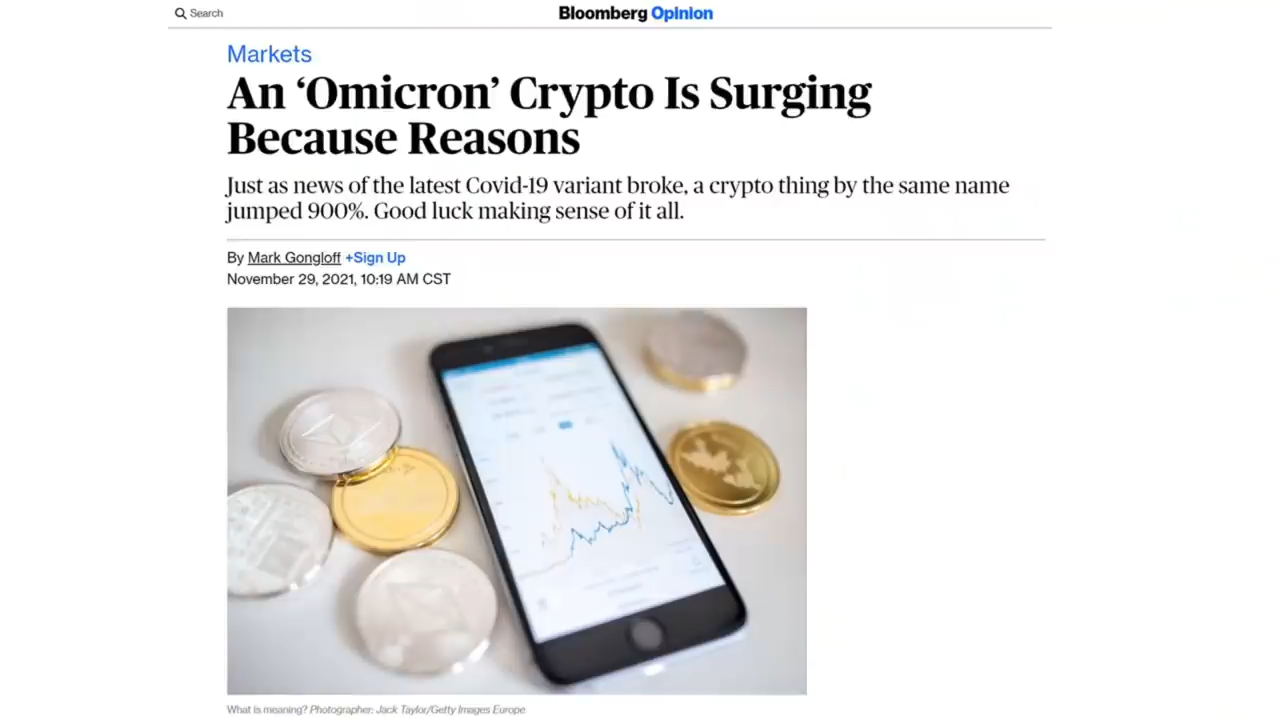 Search
Bloomberg Opinion
Markets
An ‘Omicron’ Crypto Is Surging
Because Reasons
Just as news of the latest Covid-19 variant broke, a crypto thing by the same name
jumped 900%. Good luck making sense of it all.
By Mark Gongloff +Sign Up
November 29, 2021, 10:19 AM CST
What is meaning? Photographer: Jack Taylor/Getty Images Europe